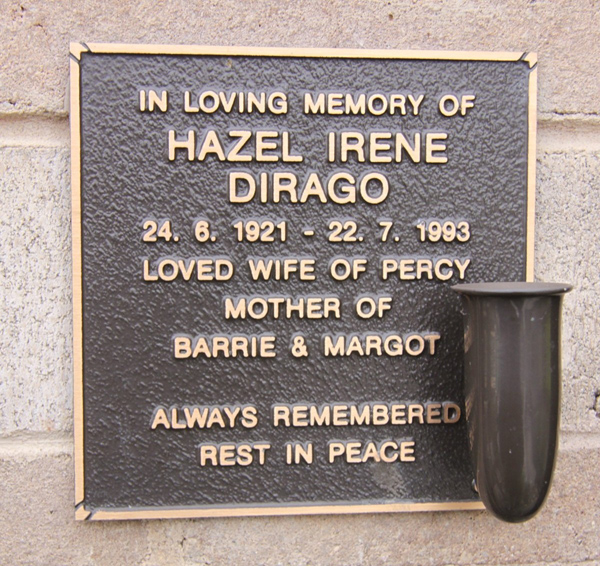 IN LOVING MEMORY OF
HAZEL IRENE
DIRAGO
24. 6. 1921 - 22. 7. 1993
LOVED WIFE OF PERCY
MOTHER OF
BARRIE & MARGOT
ALWAYS REMEMBERED
REST IN PEACE